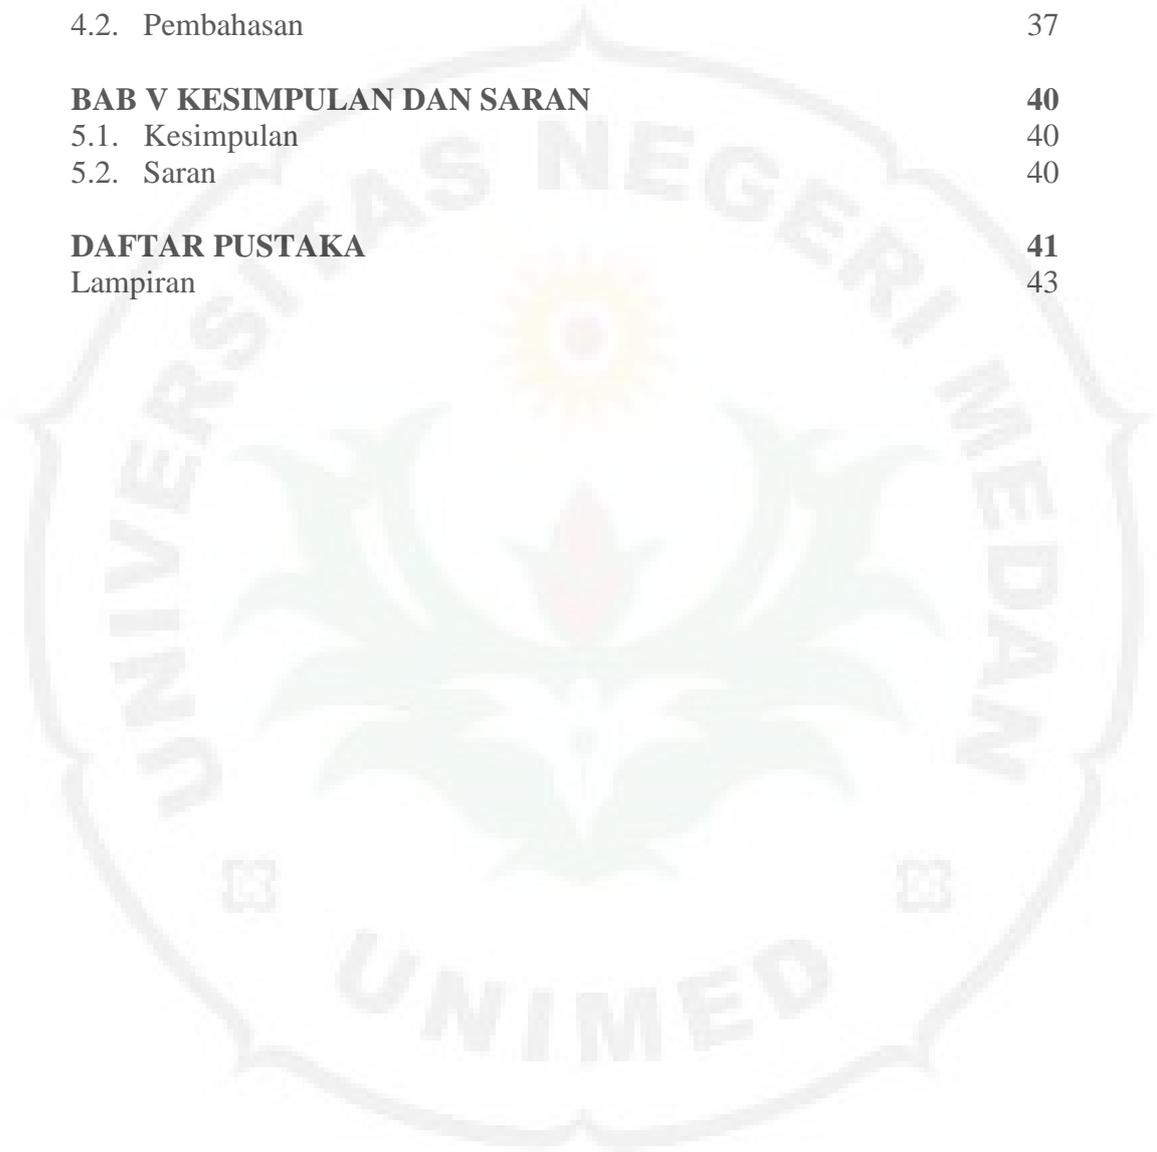 4.2. Pembahasan 37
BAB V KESIMPULAN DAN SARAN 40
5.1. Kesimpulan 40
5.2. Saran 40
DAFTAR PUSTAKA 41
Lampiran 43
UNIVERSITAS NEGERI MEDAN
UNIMED